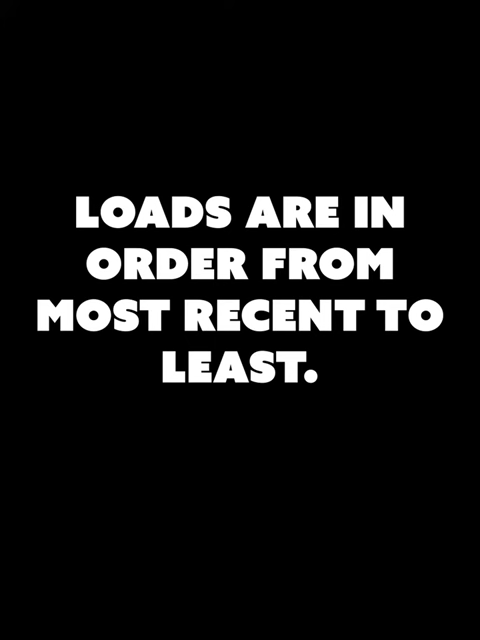 LOADS ARE IN
ORDER FROM
MOST RECENT TO
LEAST.